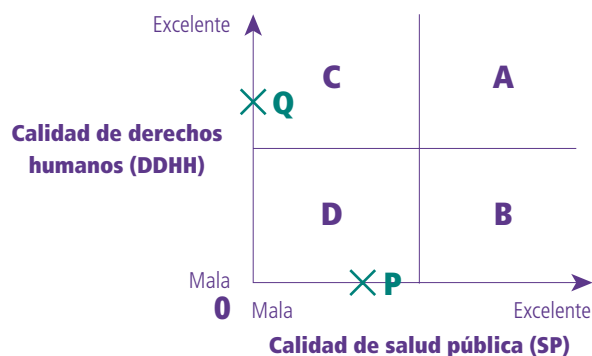 Excelente
C
A
Q
Calidad de derechos
humanos (DDHH)
D
B
Mala
P
0
Mala
Excelente
Calidad de salud pública (SP)